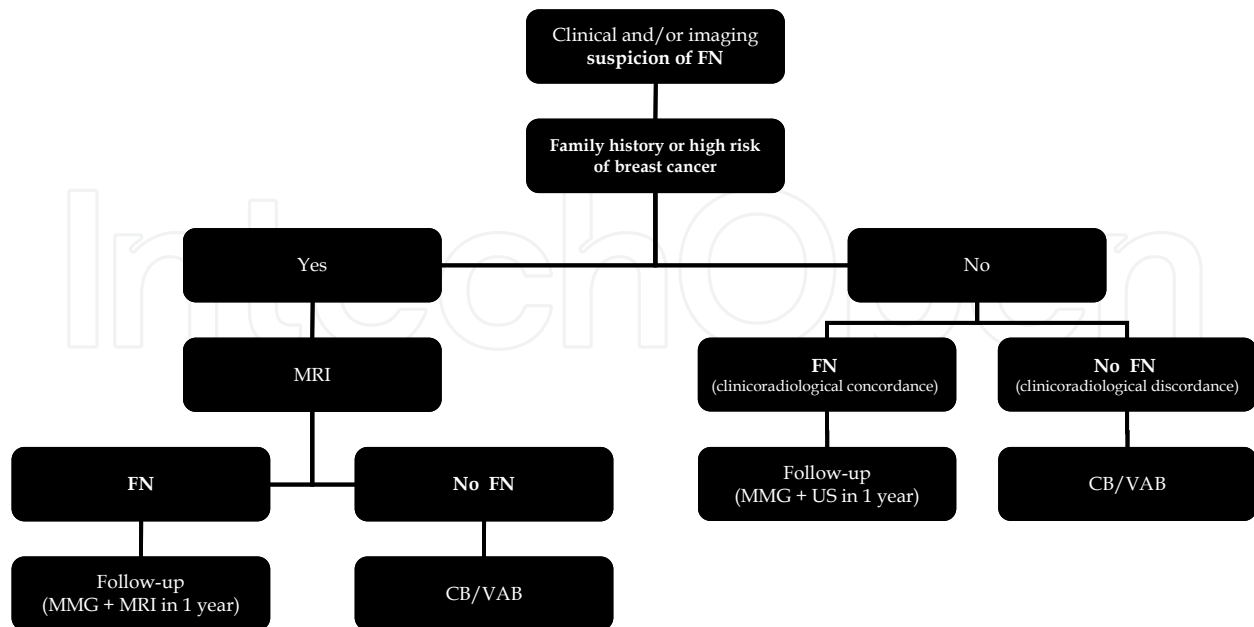 Clinical and/or imaging
suspicion of FN
Family history or high risk
of breast cancer
Yes
No
MRI
FN
(clinicoradiological concordance)
No FN
(clinicoradiological discordance)
FN
No FN
Follow-up
(MMG + US in 1 year)
CB/VAB
Follow-up
(MMG + MRI in 1 year)
CB/VAB
IntechOpen